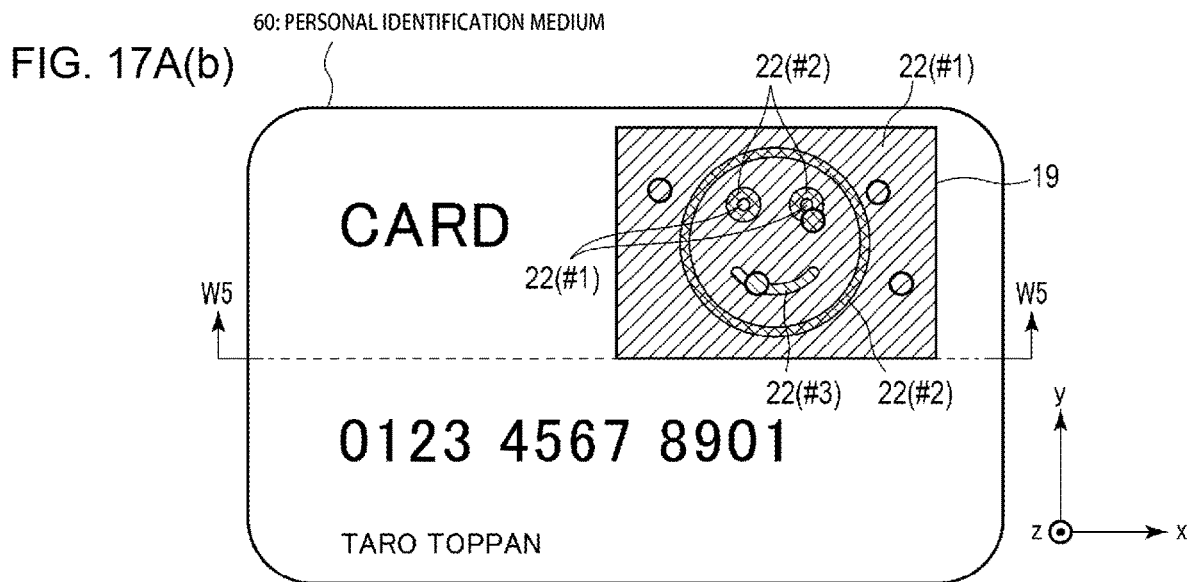 60: PERSONAL IDENTIFICATION MEDIUM
FIG. 17A(b)
22(#2)
22(#1)
19
CARD
22(#1)
W5
W5
22(#3)
22(#2)
0123 4567 8901
y
z
x
TARO TOPPAN